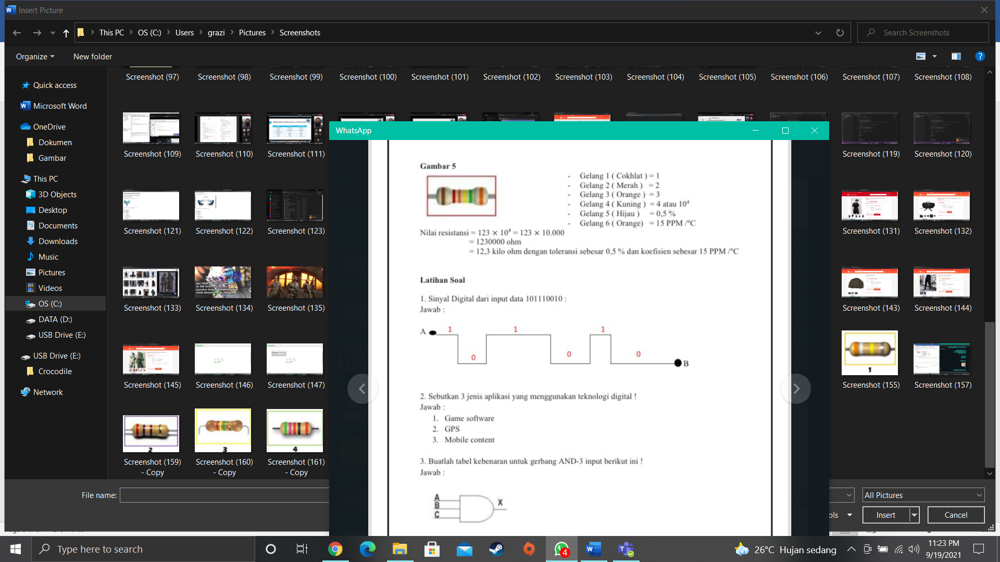 Insert Picture
This PC
OS (C:)
Users
grazi
Pictures
Screenshots
Search Screenshots
Organize
New folder
Quick access
Microsoft Word
OneDrive
Dokumen
Gambar
This PC
3D Objects
Desktop
Documents
Downloads
Music
Pictures
Videos
OS (C:)
DATA (D:)
USB Drive (E:)
USB Drive (E:)
Crocodile
Network
Screenshot (97)
Screenshot (98)
Screenshot (99)
Screenshot (100)
Screenshot (101)
Screenshot (102)
Screenshot (103)
Screenshot (104)
Screenshot (105)
Screenshot (106)
Screenshot (107)
Screenshot (108)
Screenshot (109)
Screenshot (110)
Screenshot (111)
Screenshot (119)
Screenshot (120)
Screenshot (121)
Screenshot (122)
Screenshot (123)
Screenshot (131)
Screenshot (132)
Screenshot (133)
Screenshot (134)
Screenshot (135)
Screenshot (143)
Screenshot (144)
Screenshot (145)
Screenshot (146)
Screenshot (147)
1
Screenshot (155)
Screenshot (157)
2
3
4
Screenshot (159) - Copy
Screenshot (160) - Copy
Screenshot (161) - Copy
WhatsApp
Gambar 5
- Gelang 1 ( Cokhlat ) = 1
- Gelang 2 ( Merah ) = 2
- Gelang 3 ( Orange ) = 3
- Gelang 4 ( Kuning ) = 4 atau 10⁴
- Gelang 5 ( Hijau ) = 0,5 %
- Gelang 6 ( Orange) = 15 PPM /°C
Nilai resistansi = 123 × 10⁴ = 123 × 10.000
= 1230000 ohm
= 12,3 kilo ohm dengan toleransi sebesar 0,5 % dan koefisien sebesar 15 PPM /°C
Latihan Soal
1. Sinyal Digital dari input data 101110010 :
Jawab :
A 1 0 1 0 1 0 B
2. Sebutkan 3 jenis aplikasi yang menggunakan teknologi digital !
Jawab :
1. Game software
2. GPS
3. Mobile content
3. Buatlah tabel kebenaran untuk gerbang AND-3 input berikut ini !
Jawab :
A
B
C
X
File name:
All Pictures
ols
Insert
Cancel
Type here to search
4
26°C Hujan sedang
11:23 PM
9/19/2021